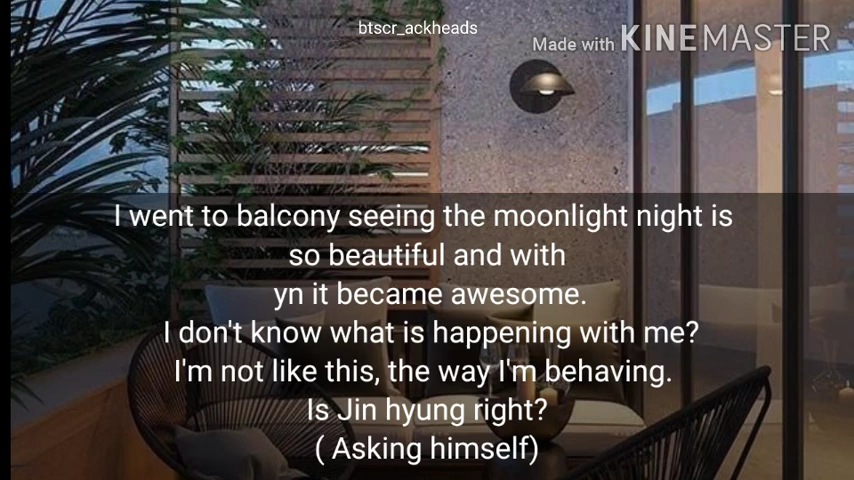 btscr_ackheads
Made with KINEMASTER
I went to balcony seeing the moonlight night is
so beautiful and with
yn it became awesome.
I don't know what is happening with me?
I'm not like this, the way I'm behaving.
Is Jin hyung right?
( Asking himself)